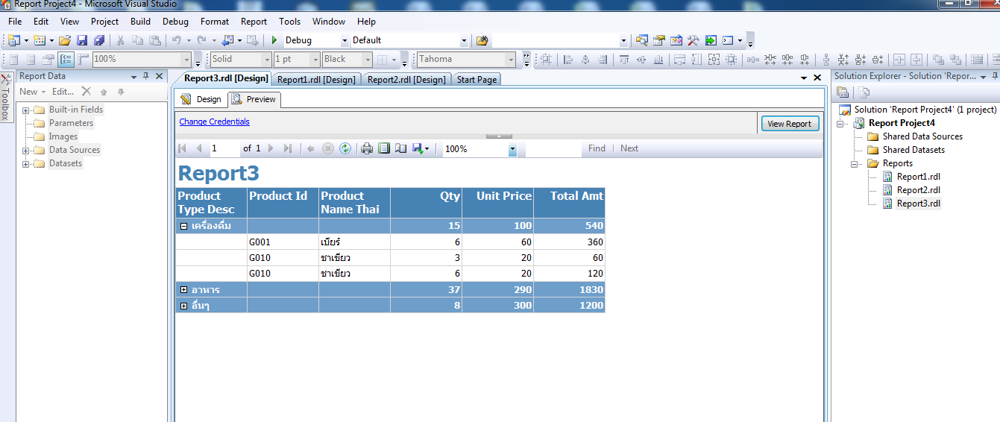 Report Project4 - Microsoft Visual Studio
File Edit View Project Build Debug Format Report Tools Window Help
Debug Default
100% Solid 1 pt Black Tahoma
Toolbox
Report Data
New Edit...
Built-in Fields
Parameters
Images
Data Sources
Datasets
Report3.rdl [Design] Report1.rdl [Design] Report2.rdl [Design] Start Page
Design Preview
Change Credentials
View Report
1 of 1 100% Find | Next
Report3
Product Type Desc Product Id Product Name Thai Qty Unit Price Total Amt
เครื่องดื่ม 15 100 540
G001 เบียร์ 6 60 360
G010 ชาเขียว 3 20 60
G010 ชาเขียว 6 20 120
อาหาร 37 290 1830
อื่นๆ 8 300 1200
Solution Explorer - Solution 'Repor...
Solution 'Report Project4' (1 project)
Report Project4
Shared Data Sources
Shared Datasets
Reports
Report1.rdl
Report2.rdl
Report3.rdl